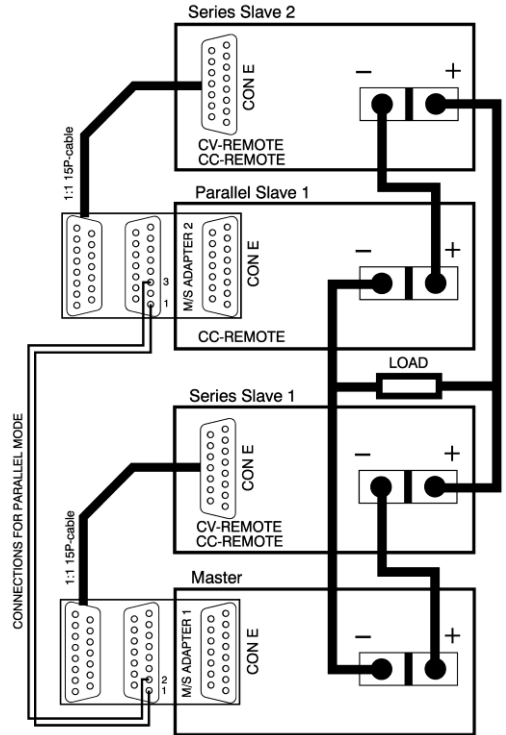 Series Slave 2
CON E
– +
CV-REMOTE
CC-REMOTE
1:1 15P-cable
Parallel Slave 1
M/S ADAPTER 2
CON E
– +
3
1
CC-REMOTE
LOAD
Series Slave 1
CON E
– +
CV-REMOTE
CC-REMOTE
1:1 15P-cable
CONNECTIONS FOR PARALLEL MODE
Master
M/S ADAPTER 1
CON E
– +
2
1